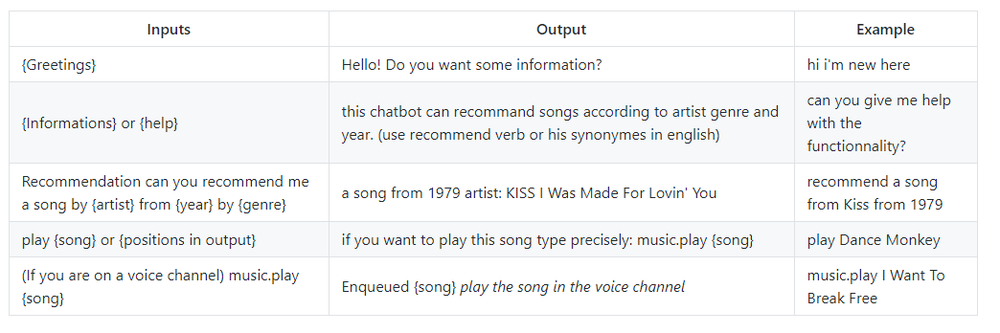 Inputs Output Example
{Greetings} Hello! Do you want some information? hi i'm new here
{Informations} or {help} this chatbot can recommand songs according to artist genre and year. (use recommend verb or his synonymes in english) can you give me help with the functionnality?
Recommendation can you recommend me a song by {artist} from {year} by {genre} a song from 1979 artist: KISS I Was Made For Lovin' You recommend a song from Kiss from 1979
play {song} or {positions in output} if you want to play this song type precisely: music.play {song} play Dance Monkey
(If you are on a voice channel) music.play {song} Enqueued {song} play the song in the voice channel music.play I Want To Break Free